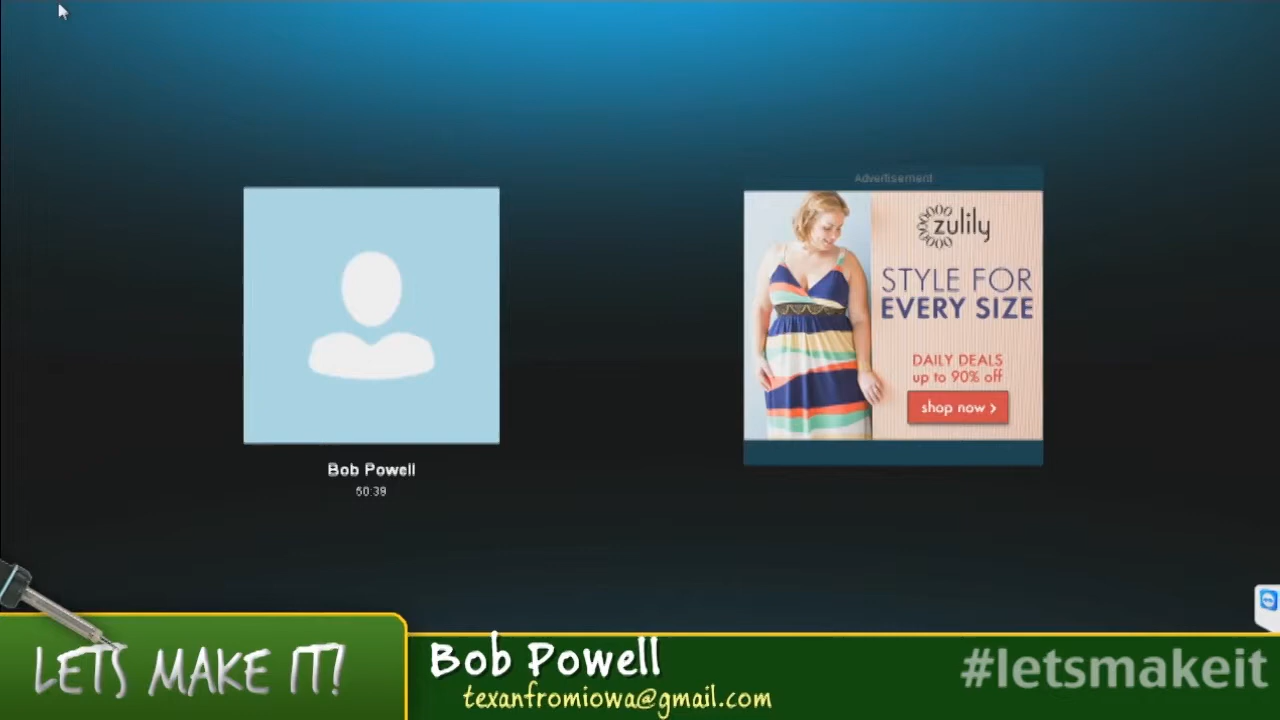 Advertisement
zulily
STYLE FOR
EVERY SIZE
DAILY DEALS
up to 90% off
shop now >
Bob Powell
50:39
LETS MAKE IT!
Bob Powell
texanfromiowa@gmail.com
#letsmakeit